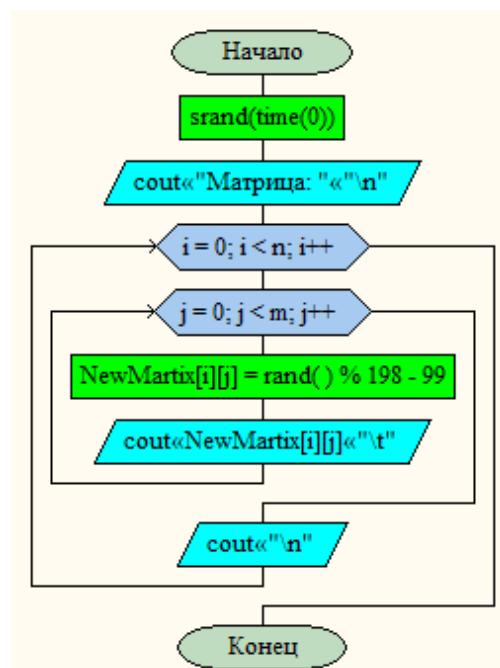 Начало
srand(time(0))
cout«"Матрица: "«"\n"
i = 0; i < n; i++
j = 0; j < m; j++
NewMartix[i][j] = rand( ) % 198 - 99
cout«NewMartix[i][j]«"\t"
cout«"\n"
Конец